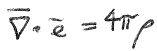 ∇̄ · ē = 4πρ